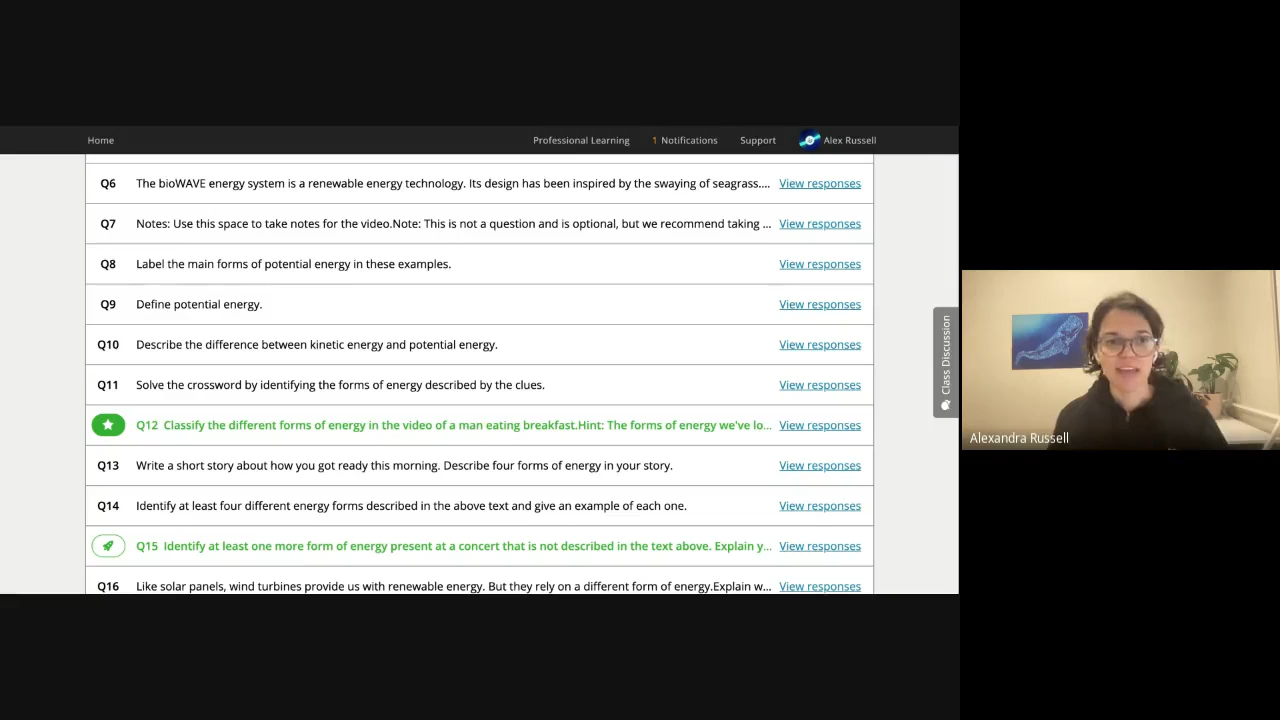 Home Professional Learning 1 Notifications Support Alex Russell
Q6 The bioWAVE energy system is a renewable energy technology. Its design has been inspired by the swaying of seagrass.... View responses
Q7 Notes: Use this space to take notes for the video.Note: This is not a question and is optional, but we recommend taking ... View responses
Q8 Label the main forms of potential energy in these examples. View responses
Q9 Define potential energy. View responses
Q10 Describe the difference between kinetic energy and potential energy. View responses
Q11 Solve the crossword by identifying the forms of energy described by the clues. View responses
Q12 Classify the different forms of energy in the video of a man eating breakfast.Hint: The forms of energy we've lo... View responses
Q13 Write a short story about how you got ready this morning. Describe four forms of energy in your story. View responses
Q14 Identify at least four different energy forms described in the above text and give an example of each one. View responses
Q15 Identify at least one more form of energy present at a concert that is not described in the text above. Explain y... View responses
Q16 Like solar panels, wind turbines provide us with renewable energy. But they rely on a different form of energy.Explain w... View responses
Class Discussion
Alexandra Russell